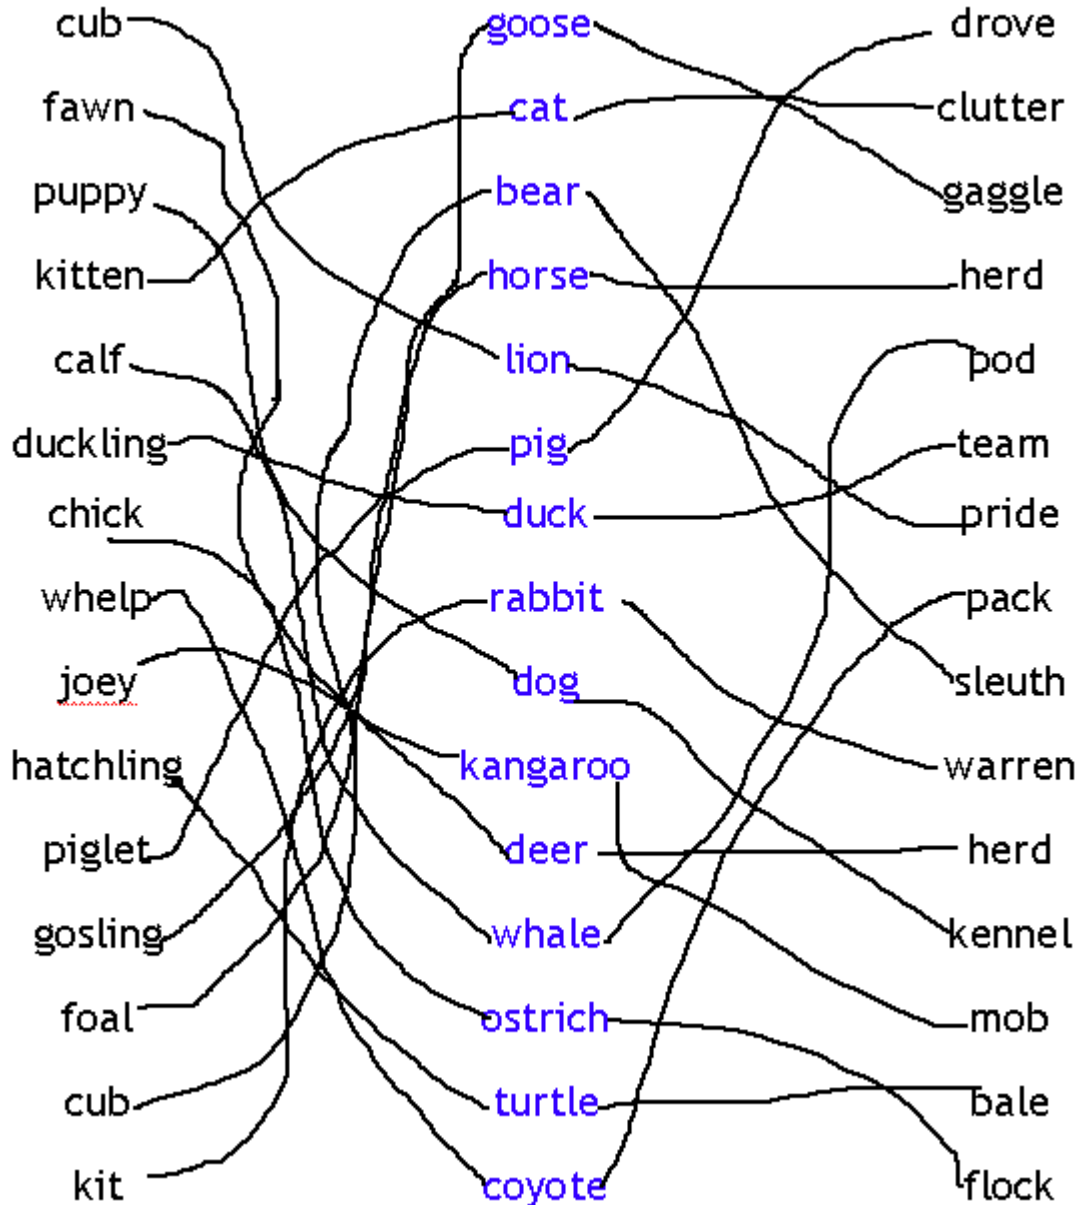 cub goose drove
fawn cat clutter
puppy bear gaggle
kitten horse herd
calf lion pod
duckling pig team
chick duck pride
whelp rabbit pack
joey dog sleuth
hatchling kangaroo warren
piglet deer herd
gosling whale kennel
foal ostrich mob
cub turtle bale
kit coyote flock